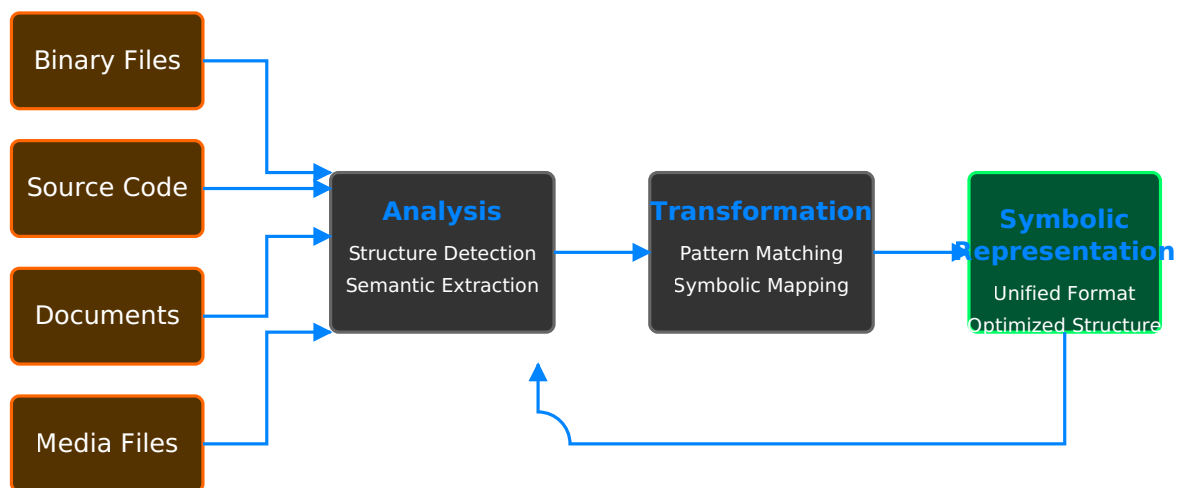 Binary Files
Source Code
Documents
Media Files
Analysis
Structure Detection
Semantic Extraction
Transformation
Pattern Matching
Symbolic Mapping
Symbolic
Representation
Unified Format
Optimized Structure